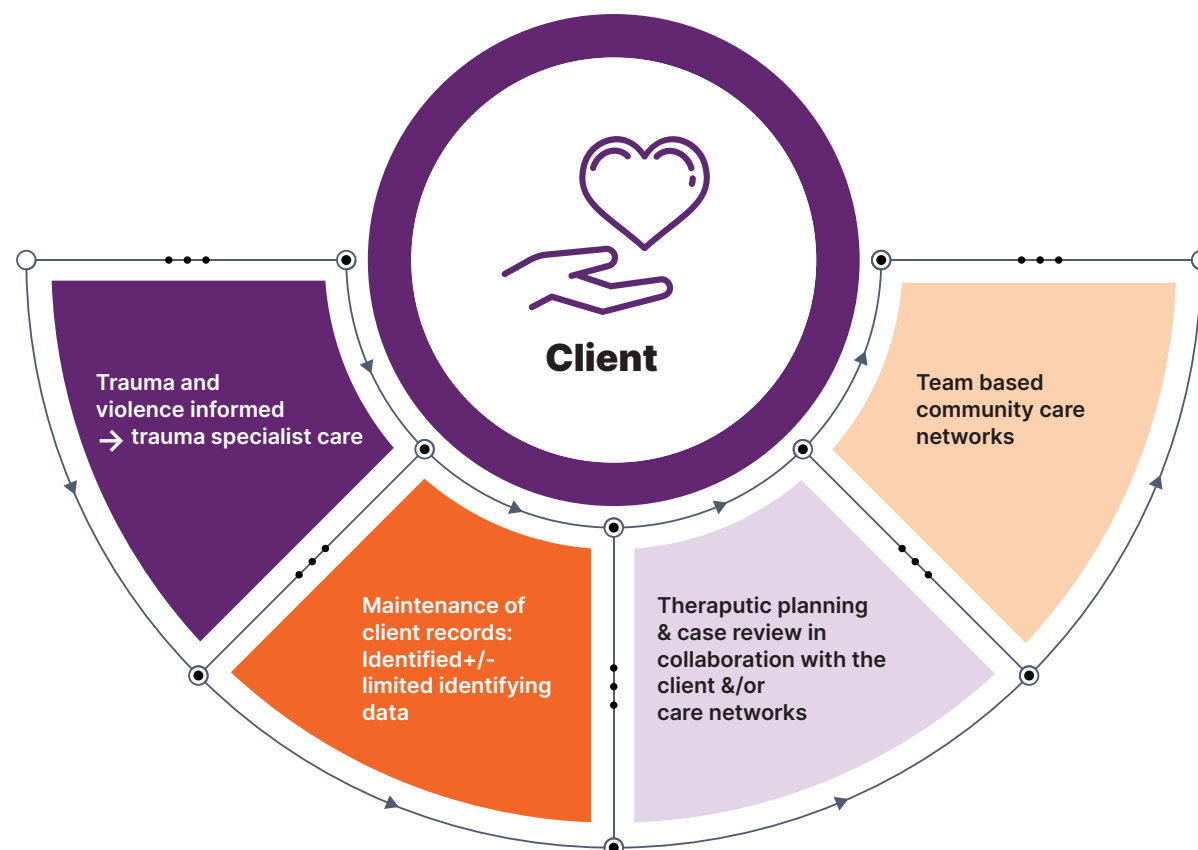 Client
Trauma and
violence informed
→ trauma specialist care
Maintenance of
client records:
Identified+/-
limited identifying
data
Theraputic planning
& case review in
collaboration with the
client &/or
care networks
Team based
community care
networks